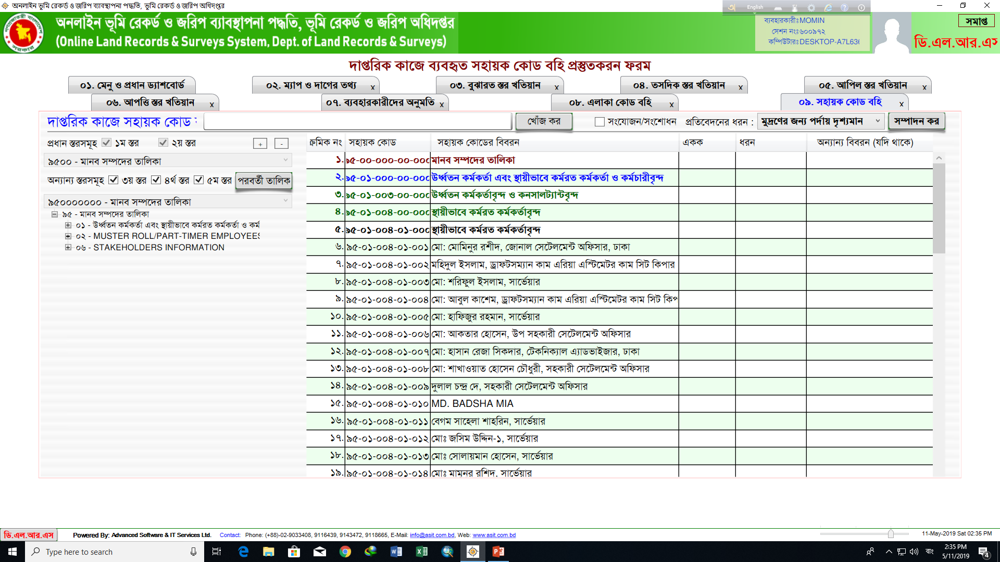 অনলাইন ভূমি রেকর্ড ও জরিপ ব্যাবস্থাপনা পদ্ধতি, ভূমি রেকর্ড ও জরিপ অধিদপ্তর
English
অনলাইন ভূমি রেকর্ড ও জরিপ ব্যাবস্থাপনা পদ্ধতি, ভূমি রেকর্ড ও জরিপ অধিদপ্তর
(Online Land Records & Surveys System, Dept. of Land Records & Surveys)
ব্যবহারকারীঃ MOMIN
সেশন নংঃ ৬০০৯৭২
কম্পিউটারঃ DESKTOP-A7L636
সমাপ্ত
ডি.এল.আর.এস
দাপ্তরিক কাজে ব্যবহৃত সহায়ক কোড বহি প্রস্তুতকরন ফরম
০১. মেনু ও প্রধান ড্যাশবোর্ড
০২. ম্যাপ ও দাগের তথ্য x
০৩. বুঝারত স্তর খতিয়ান x
০৪. তসদিক স্তর খতিয়ান x
০৫. আপিল স্তর খতিয়ান x
০৬. আপত্তি স্তর খতিয়ান x
০৭. ব্যবহারকারীদের অনুমতি x
০৮. এলাকা কোড বহি x
০৯. সহায়ক কোড বহি x
দাপ্তরিক কাজে সহায়ক কোড
খোঁজ কর
সংযোজন/সংশোধন
প্রতিবেদনের ধরন :
মুদ্রণের জন্য পর্দায় দৃশ্যমান
সম্পাদন কর
প্রধান স্তরসমূহ ১ম স্তর ২য় স্তর + -
৯৫০০ - মানব সম্পদের তালিকা
অন্যান্য স্তরসমূহ ৩য় স্তর ৪র্থ স্তর ৫ম স্তর পরবর্তী তালিক
৯৫০০০০০০০ - মানব সম্পদের তালিকা
৯৫ - মানব সম্পদের তালিকা
০১ - উর্ধ্বতন কর্মকর্তা এবং স্থায়ীভাবে কর্মরত কর্মকর্তা ও কর্ম
০২ - MUSTER ROLL/PART-TIMER EMPLOYEES
০৬ - STAKEHOLDERS INFORMATION
ক্রমিক নং সহায়ক কোড সহায়ক কোডের বিবরন একক ধরন অন্যান্য বিবরন (যদি থাকে)
১. ৯৫-০০-০০০-০০-০০০ মানব সম্পদের তালিকা
২. ৯৫-০১-০০০-০০-০০০ উর্ধ্বতন কর্মকর্তা এবং স্থায়ীভাবে কর্মরত কর্মকর্তা ও কর্মচারীবৃন্দ
৩. ৯৫-০১-০০৩-০০-০০০ উর্ধ্বতন কর্মকর্তাবৃন্দ ও কনসালট্যান্টবৃন্দ
৪. ৯৫-০১-০০৪-০০-০০০ স্থায়ীভাবে কর্মরত কর্মকর্তাবৃন্দ
৫. ৯৫-০১-০০৪-০১-০০০ স্থায়ীভাবে কর্মরত কর্মকর্তাবৃন্দ
৬. ৯৫-০১-০০৪-০১-০০১ মো: মোমিনুর রশীদ, জোনাল সেটেলমেন্ট অফিসার, ঢাকা
৭. ৯৫-০১-০০৪-০১-০০২ মহিদুল ইসলাম, ড্রাফটসম্যান কাম এরিয়া এস্টিমেটর কাম সিট কিপার
৮. ৯৫-০১-০০৪-০১-০০৩ মো: শরিফুল ইসলাম, সার্ভেয়ার
৯. ৯৫-০১-০০৪-০১-০০৪ মো: আবুল কাশেম, ড্রাফটসম্যান কাম এরিয়া এস্টিমেটর কাম সিট কিপ
১০. ৯৫-০১-০০৪-০১-০০৫ মো: হাফিজুর রহমান, সার্ভেয়ার
১১. ৯৫-০১-০০৪-০১-০০৬ মো: আকতার হোসেন, উপ সহকারী সেটেলমেন্ট অফিসার
১২. ৯৫-০১-০০৪-০১-০০৭ মো: হাসান রেজা সিকদার, টেকনিক্যাল এ্যাডভাইজার, ঢাকা
১৩. ৯৫-০১-০০৪-০১-০০৮ মো: শাখাওয়াত হোসেন চৌধুরী, সহকারী সেটেলমেন্ট অফিসার
১৪. ৯৫-০১-০০৪-০১-০০৯ দুলাল চন্দ্র দে, সহকারী সেটেলমেন্ট অফিসার
১৫. ৯৫-০১-০০৪-০১-০১০ MD. BADSHA MIA
১৬. ৯৫-০১-০০৪-০১-০১১ বেগম সাহেলা শাহরিন, সার্ভেয়ার
১৭. ৯৫-০১-০০৪-০১-০১২ মোঃ জসিম উদ্দিন-১, সার্ভেয়ার
১৮. ৯৫-০১-০০৪-০১-০১৩ মোঃ সোলায়মান হোসেন, সার্ভেয়ার
১৯. ৯৫-০১-০০৪-০১-০১৪ মোঃ মামুনুর রশিদ, সার্ভেয়ার
ডি.এল.আর.এস
Powered By: Advanced Software & IT Services Ltd. Contact: Phone: (+88)-02-9033408, 9116439, 9143472, 9118665, E-Mail: info@asit.com.bd, Web: www.asit.com.bd
11-May-2019 Sat 02:35 PM
Type here to search
বাং
2:35 PM
5/11/2019
4